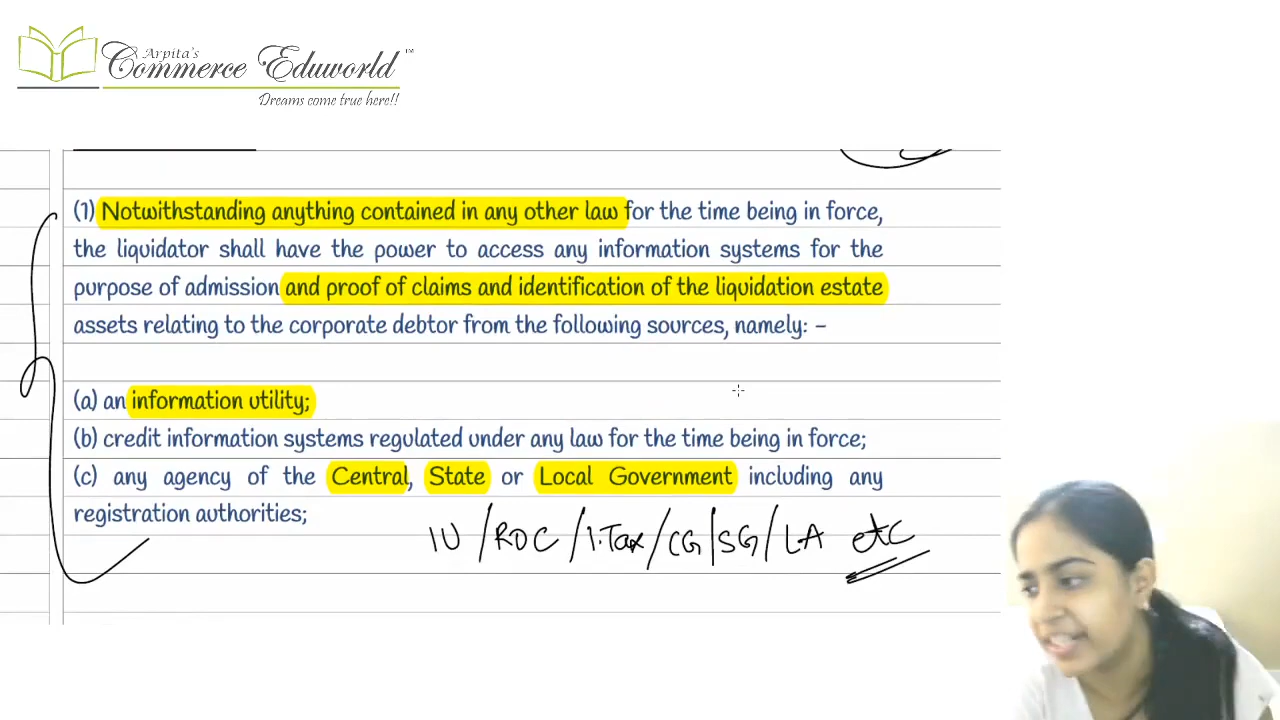 Arpita's
Commerce Eduworld™
Dreams come true here!!
(1) Notwithstanding anything contained in any other law for the time being in force,
the liquidator shall have the power to access any information systems for the
purpose of admission and proof of claims and identification of the liquidation estate
assets relating to the corporate debtor from the following sources, namely: –
(a) an information utility;
(b) credit information systems regulated under any law for the time being in force;
(c) any agency of the Central, State or Local Government including any
registration authorities;
IU / ROC / I.Tax / CG / SG / LA etc